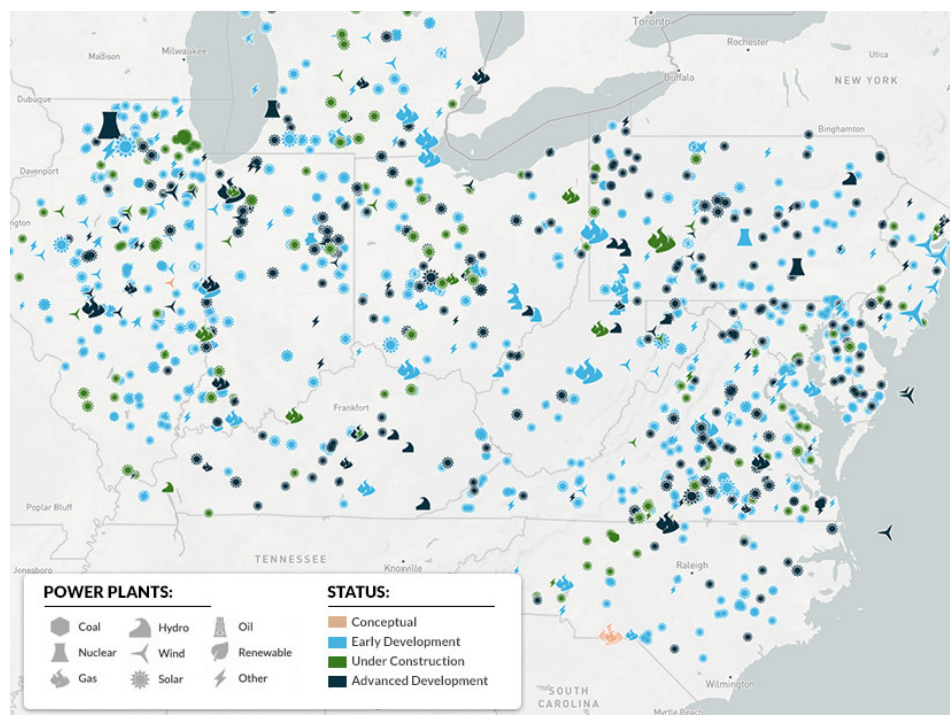 Toronto
Rochester
Madison
Milwaukee
Utica
Buffalo
NEW YORK
Dubuque
Binghamton
Davenport
ngton
Frankfort
Poplar Bluff
TENNESSEE
Knoxville
Jonesboro
Raleigh
POWER PLANTS:
Coal
Hydro
Oil
Nuclear
Wind
Renewable
Gas
Solar
Other
STATUS:
Conceptual
Early Development
Under Construction
Advanced Development
Wilmington
SOUTH
CAROLINA
Myrtle Beach